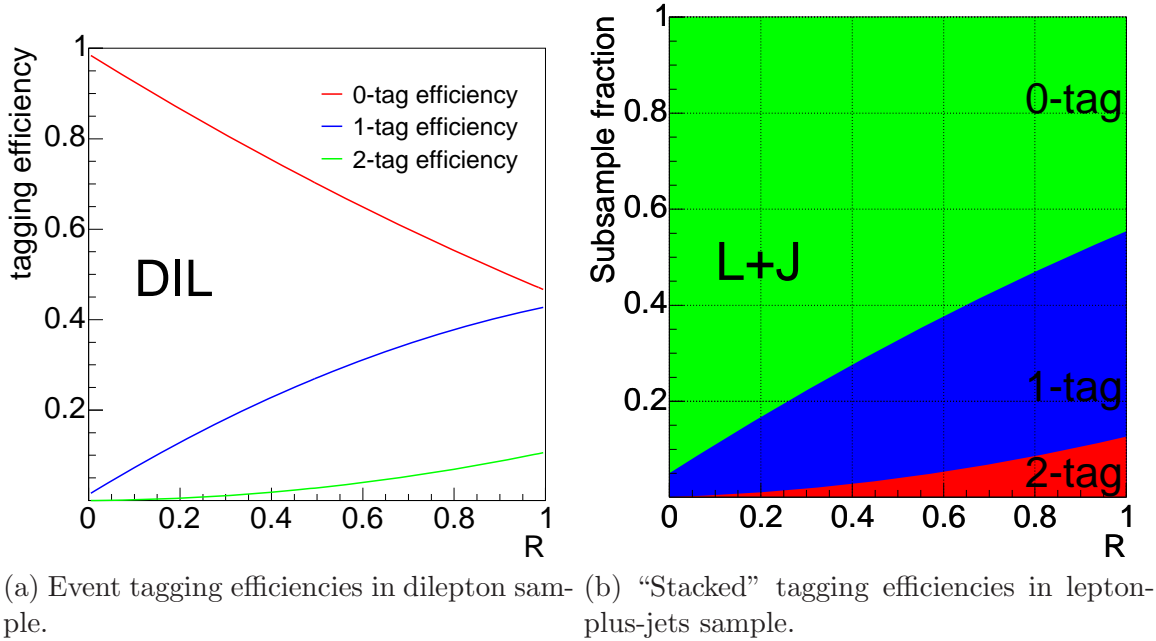 tagging efficiency
1
0.8
0.6
0.4
0.2
0 0.2 0.4 0.6 0.8 1
R
0-tag efficiency
1-tag efficiency
2-tag efficiency
DIL
Subsample fraction
1
0.8
0.6
0.4
0.2
0 0.2 0.4 0.6 0.8 1
R
0-tag
L+J
1-tag
2-tag
(a) Event tagging efficiencies in dilepton sam-
ple.
(b) “Stacked” tagging efficiencies in lepton-
plus-jets sample.